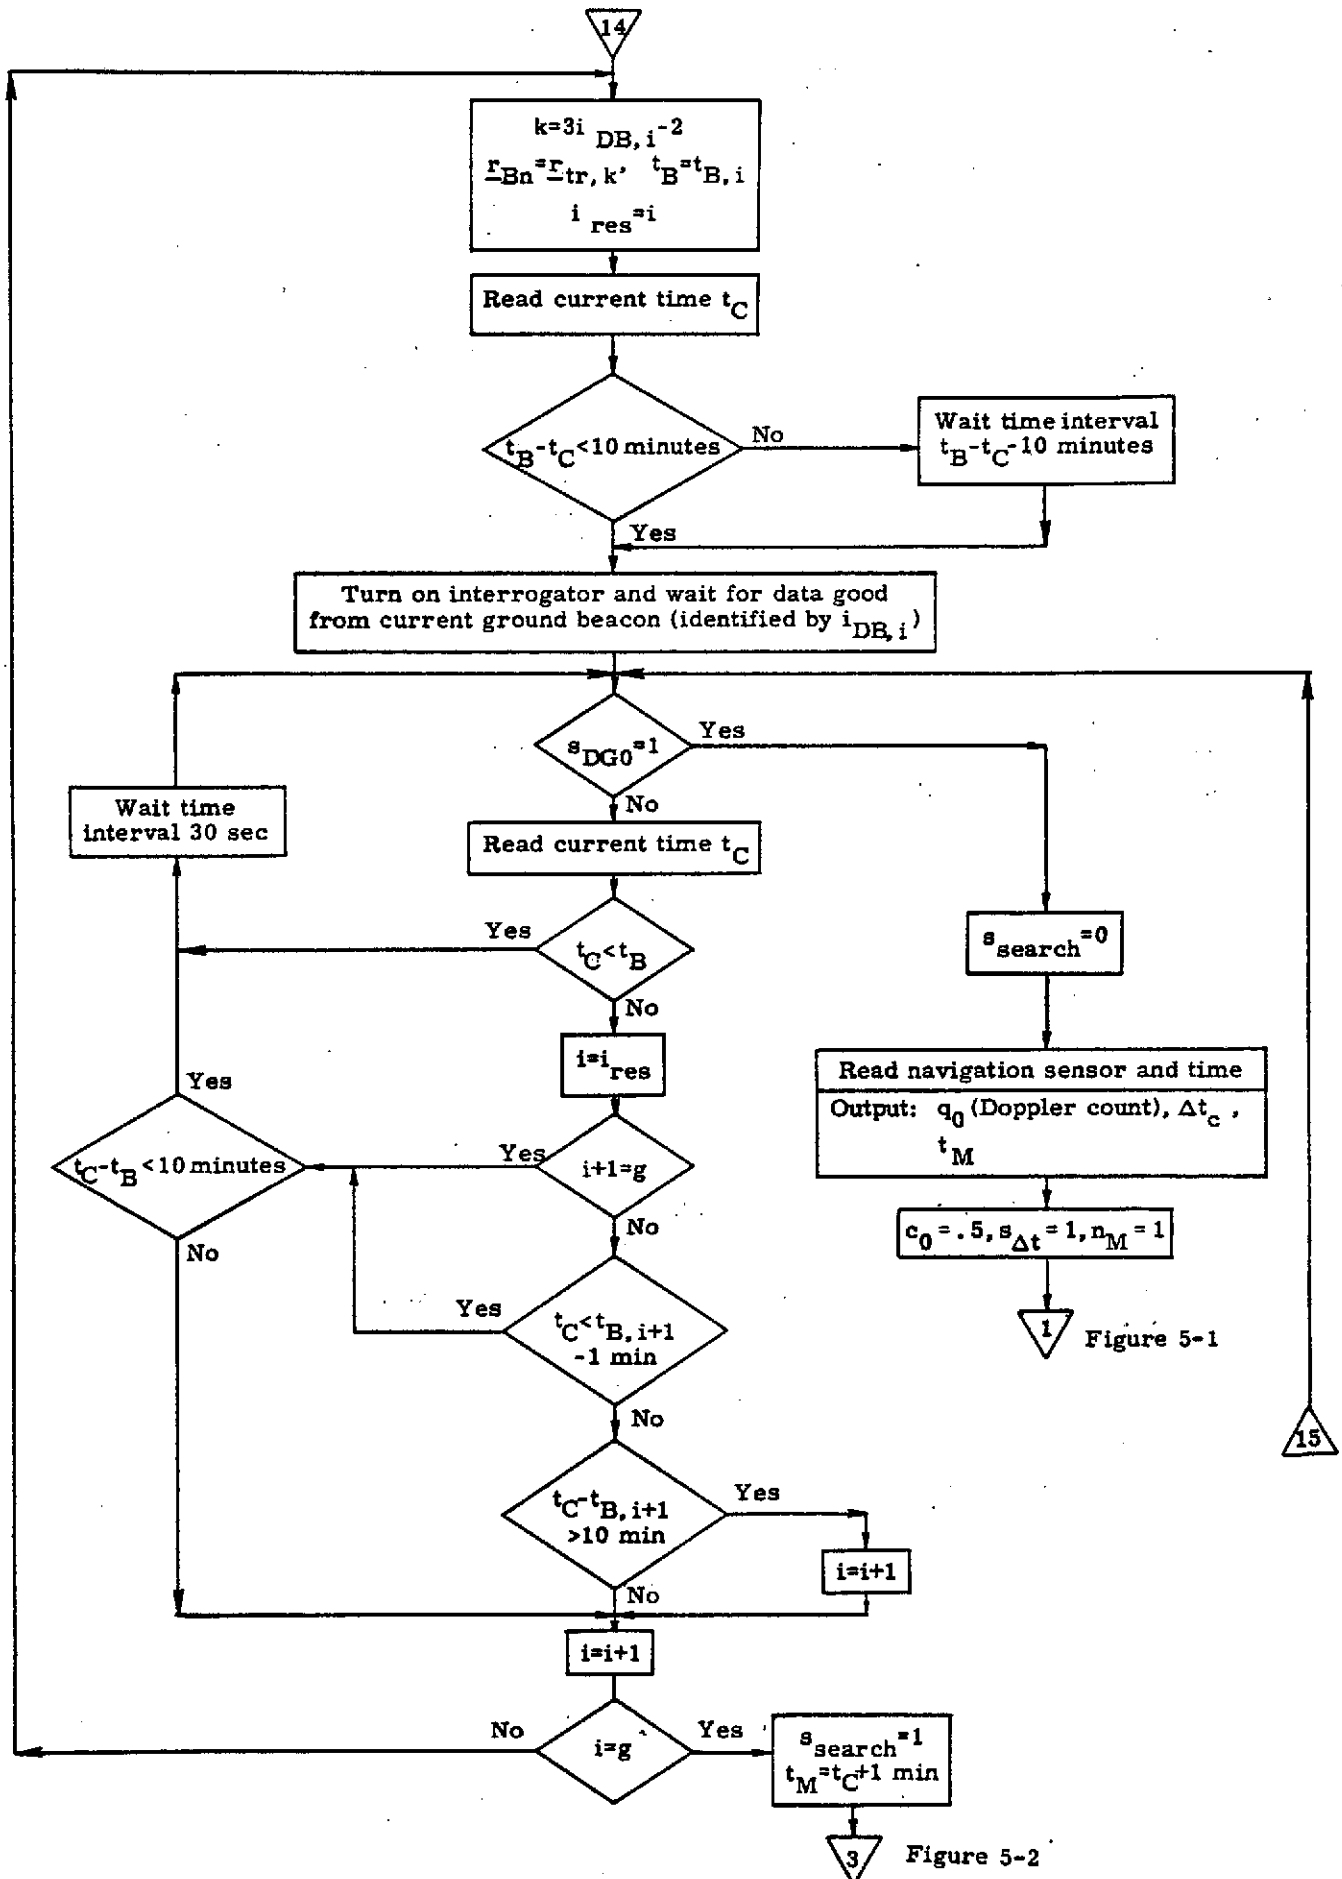 14
k=3i DB, i -2
r Bn = r tr, k, t B = t B, i
i res = i
Read current time t C
t B - t C < 10 minutes
No
Wait time interval
t B - t C - 10 minutes
Yes
Turn on interrogator and wait for data good
from current ground beacon (identified by i DB, i )
s DG0 = 1
Yes
No
Wait time
interval 30 sec
Read current time t C
Yes
t C < t B
No
s search = 0
i = i res
Read navigation sensor and time
Output: q 0 (Doppler count), Δt c ,
t M
Yes
t C - t B < 10 minutes
No
Yes
i+1=g
No
c 0 = .5, s Δt = 1, n M = 1
1
Figure 5-1
Yes
t C < t B, i+1
-1 min
No
15
t C - t B, i+1
>10 min
Yes
i=i+1
No
i=i+1
No
i=g
Yes
s search = 1
t M = t C +1 min
3
Figure 5-2